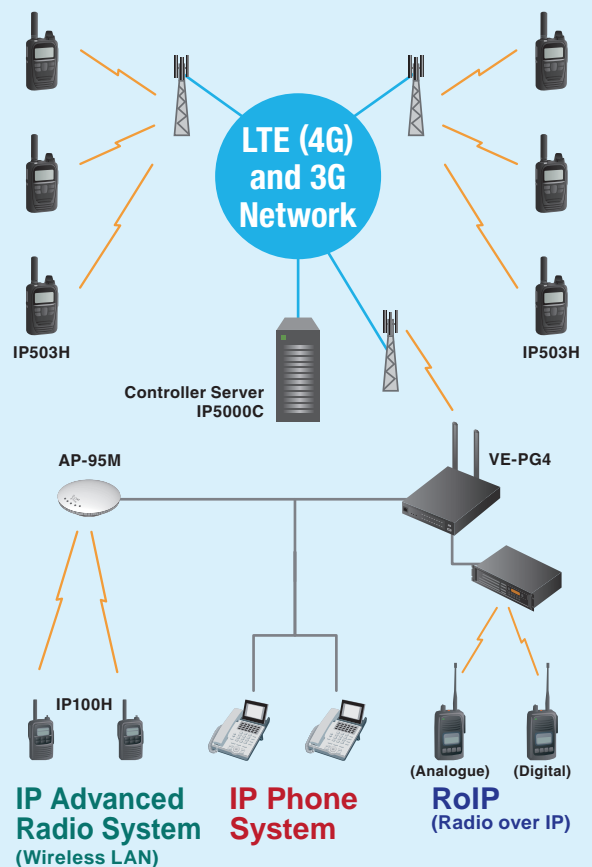 LTE (4G)
and 3G
Network
IP503H
IP503H
Controller Server
IP5000C
AP-95M
VE-PG4
IP100H
(Analogue)
(Digital)
IP Advanced
Radio System
(Wireless LAN)
IP Phone
System
RoIP
(Radio over IP)